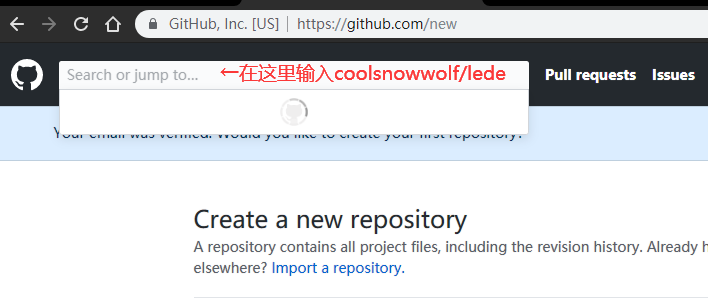 GitHub, Inc. [US] | https://github.com/new
Search or jump to... ←在这里输入coolsnowwolf/lede
Pull requests Issues
Your email was verified. Would you like to create your first repository?
Create a new repository
A repository contains all project files, including the revision history. Already h
elsewhere? Import a repository.